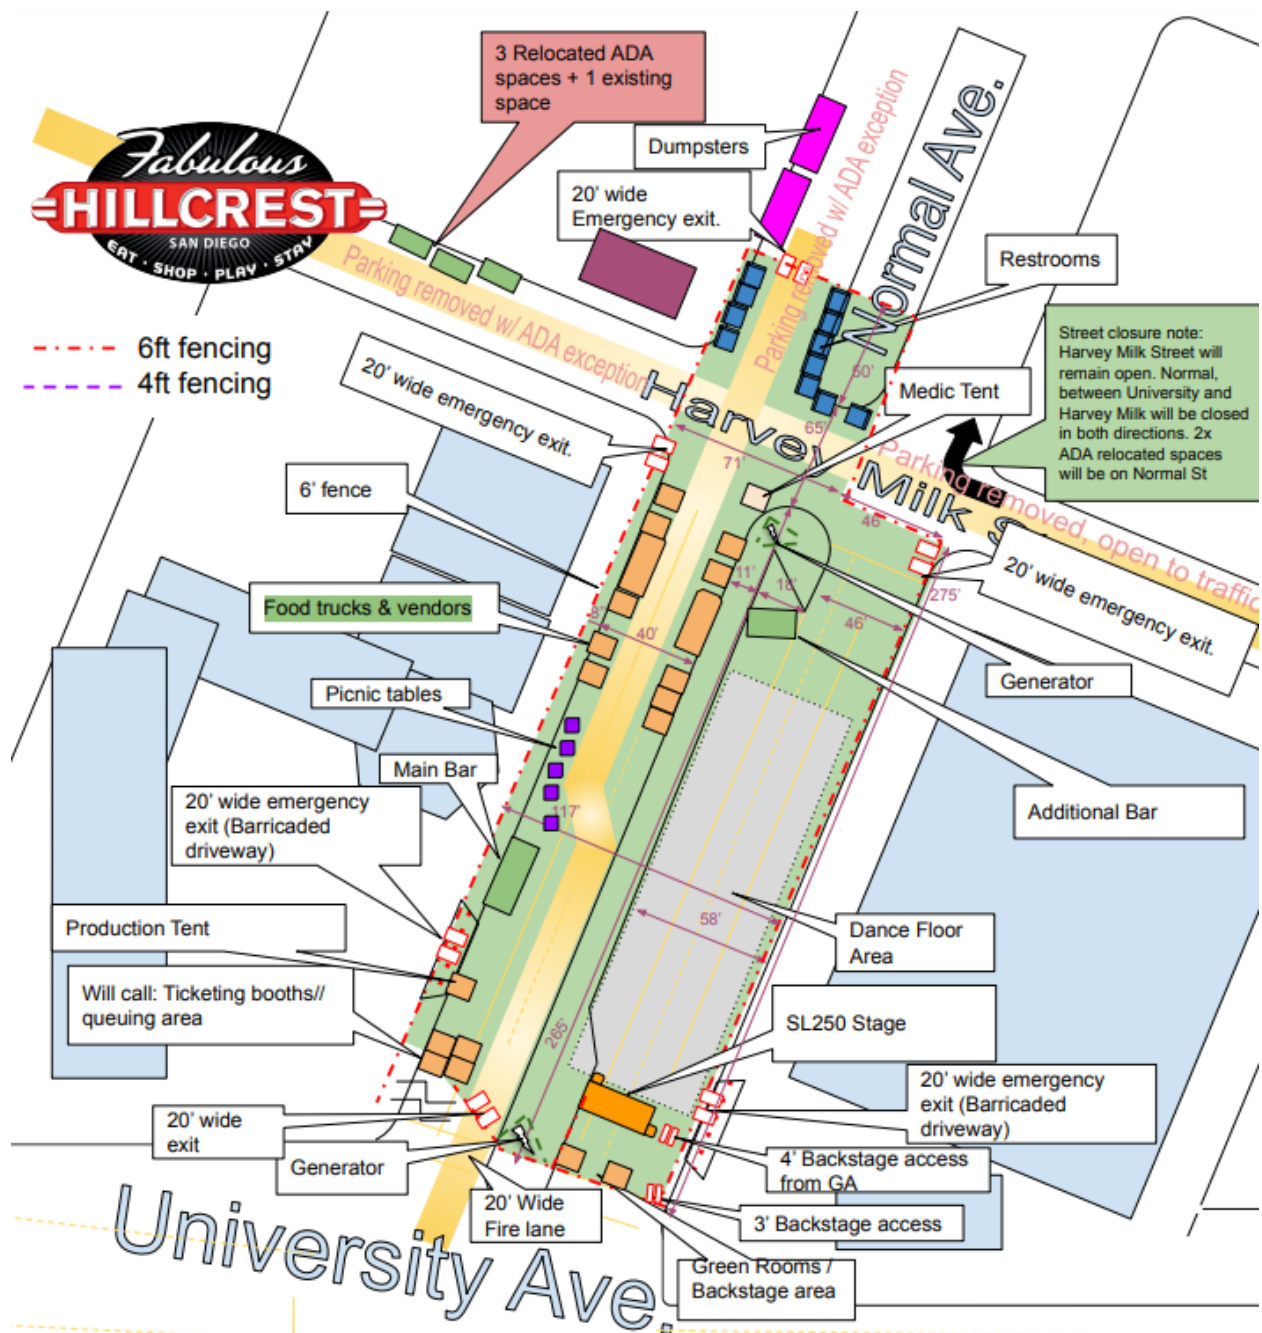 3 Relocated ADA
spaces + 1 existing
space
Dumpsters
20' wide
Emergency exit.
Parking removed w/ ADA exception
Normal Ave.
Fabulous
HILLCREST
SAN DIEGO
EAT · SHOP · PLAY · STAY
Parking removed w/ ADA exception
Restrooms
6ft fencing
4ft fencing
Street closure note:
Harvey Milk Street will
remain open. Normal,
between University and
Harvey Milk will be closed
in both directions. 2x
ADA relocated spaces
will be on Normal St
20' wide emergency
exit.
Harvey Milk S
Medic Tent
50'
65'
71'
46'
Parking removed, open to traffic
6' fence
20' wide emergency
exit.
275'
Food trucks & vendors
8'
40'
11'
18'
46'
Generator
Picnic tables
Main Bar
Additional Bar
20' wide emergency
exit (Barricaded
driveway)
117'
58'
Dance Floor
Area
Production Tent
Will call: Ticketing booths//
queuing area
265'
SL250 Stage
20' wide emergency
exit (Barricaded
driveway)
20' wide
exit
Generator
20' Wide
Fire lane
4' Backstage access
from GA
3' Backstage access
Green Rooms /
Backstage area
University Ave.